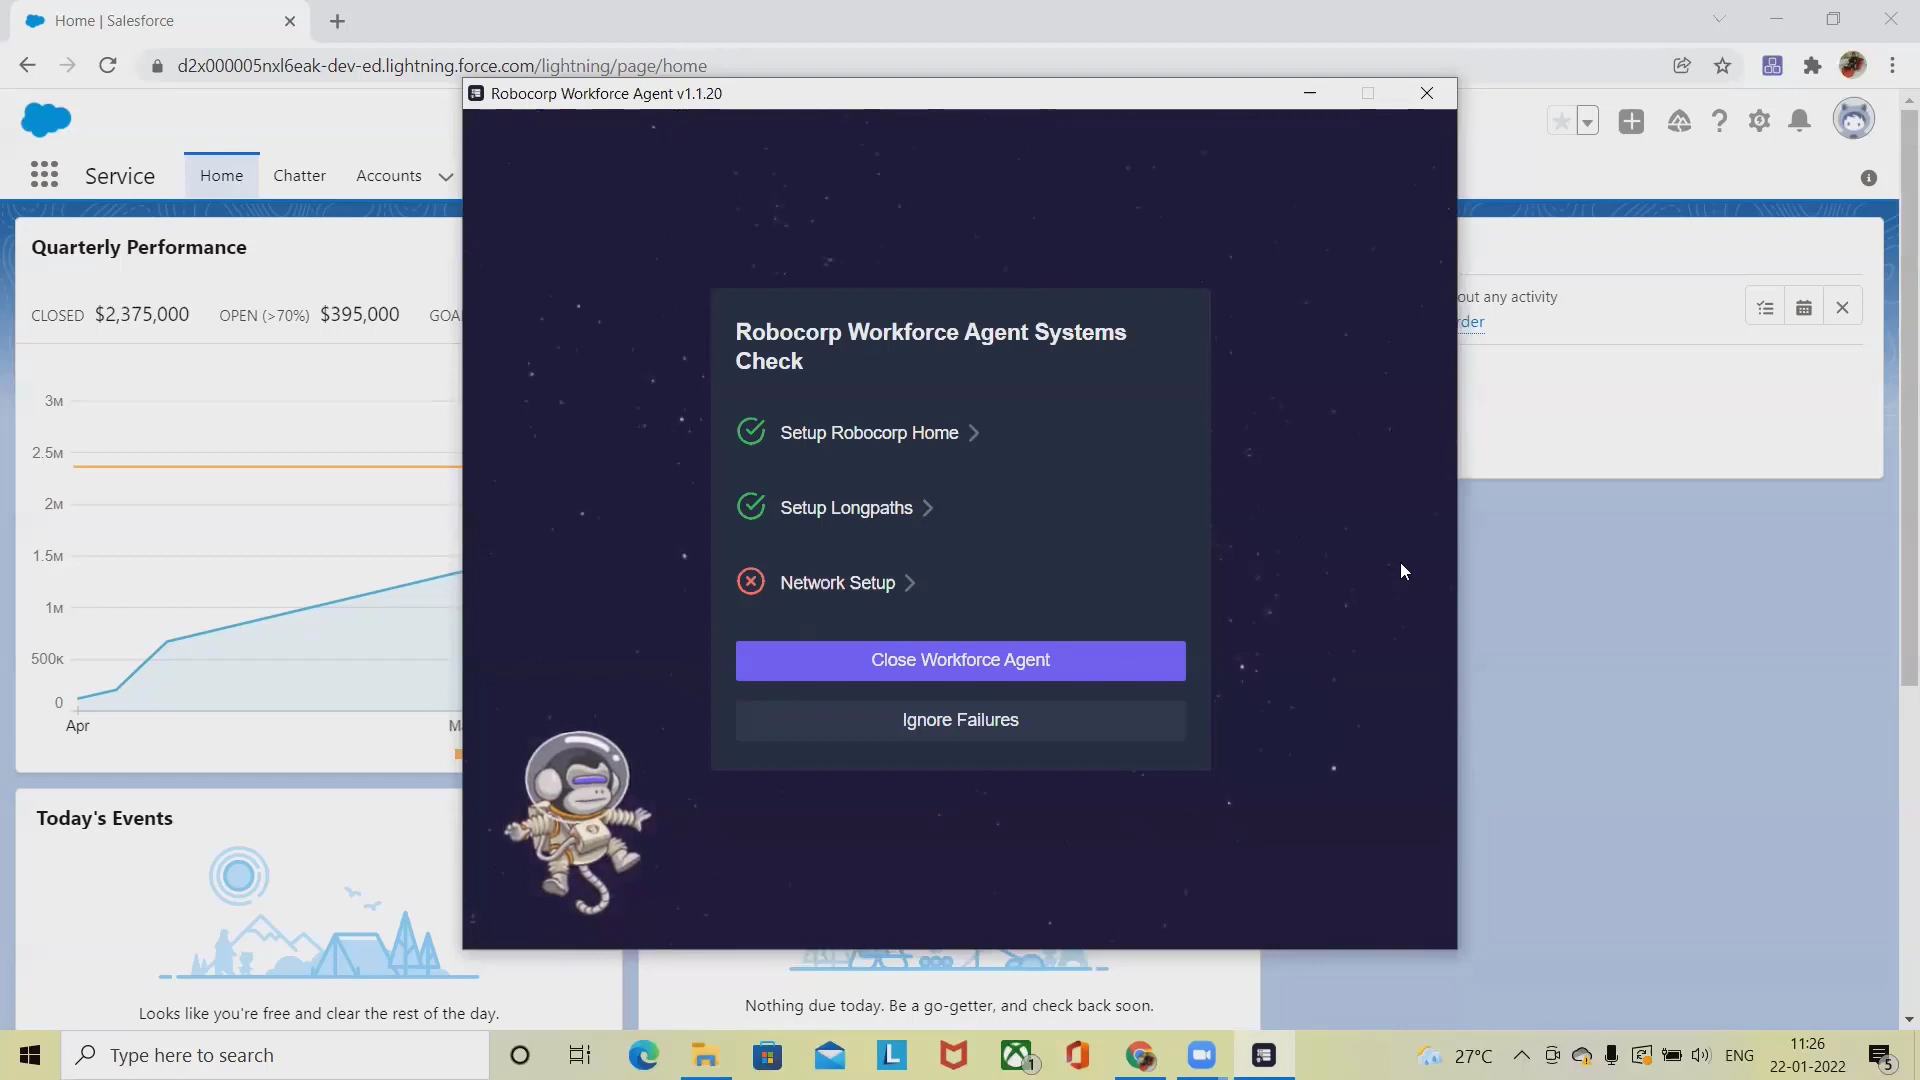 Home | Salesforce
d2x000005nxl6eak-dev-ed.lightning.force.com/lightning/page/home
Robocorp Workforce Agent v1.1.20
Service
Home
Chatter
Accounts
Quarterly Performance
CLOSED $2,375,000 OPEN (>70%) $395,000 GOA
out any activity
rder
3M
2.5M
2M
1.5M
1M
500K
0
Apr
Ma
Robocorp Workforce Agent Systems
Check
Setup Robocorp Home
Setup Longpaths
Network Setup
Close Workforce Agent
Ignore Failures
Today's Events
Looks like you're free and clear the rest of the day.
Nothing due today. Be a go-getter, and check back soon.
Type here to search
L
1
27°C
ENG
11:26
22-01-2022
5